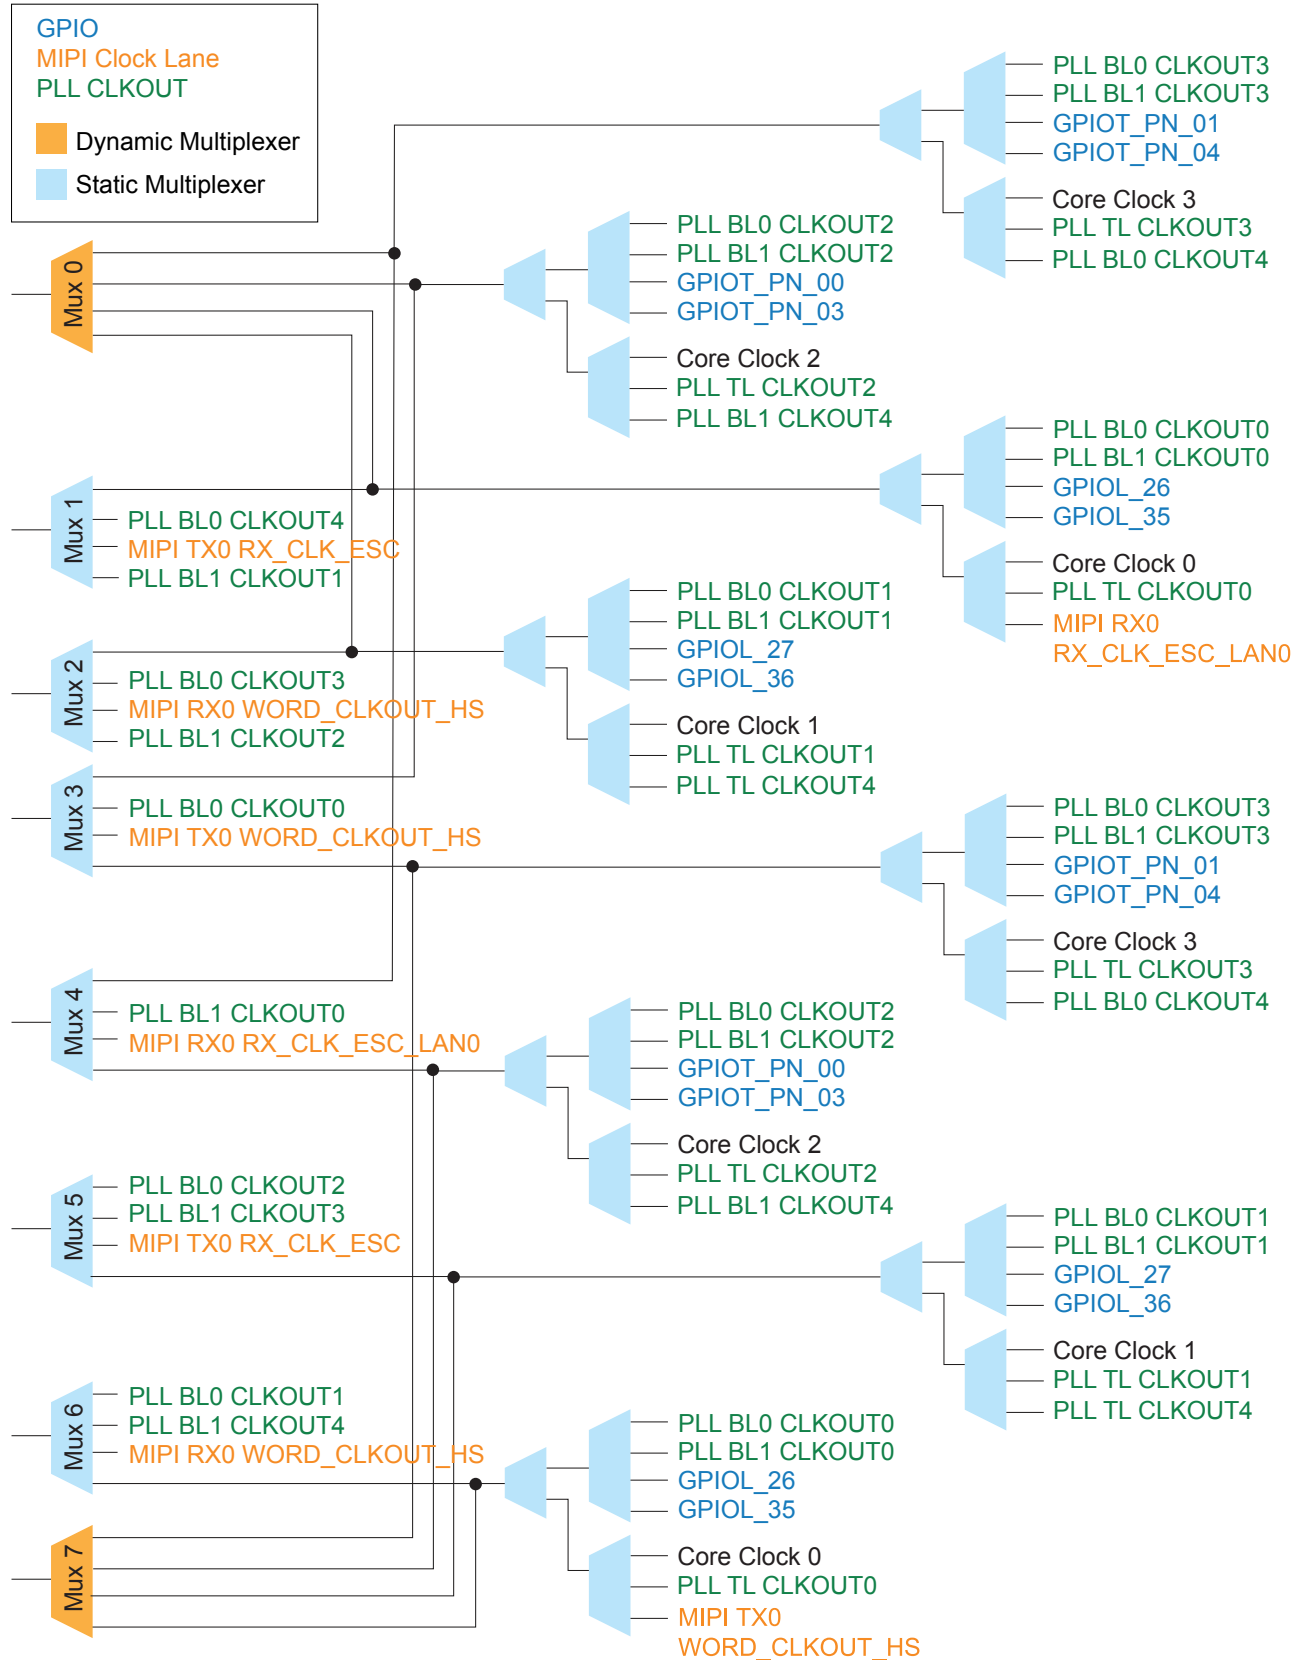 GPIO
MIPI Clock Lane
PLL CLKOUT
Dynamic Multiplexer
Static Multiplexer
PLL BL0 CLKOUT3
PLL BL1 CLKOUT3
GPIOT_PN_01
GPIOT_PN_04
Core Clock 3
PLL TL CLKOUT3
PLL BL0 CLKOUT4
Mux 0
PLL BL0 CLKOUT2
PLL BL1 CLKOUT2
GPIOT_PN_00
GPIOT_PN_03
Core Clock 2
PLL TL CLKOUT2
PLL BL1 CLKOUT4
PLL BL0 CLKOUT0
PLL BL1 CLKOUT0
GPIOL_26
GPIOL_35
Core Clock 0
PLL TL CLKOUT0
MIPI RX0
RX_CLK_ESC_LAN0
Mux 1
PLL BL0 CLKOUT4
MIPI TX0 RX_CLK_ESC
PLL BL1 CLKOUT1
PLL BL0 CLKOUT1
PLL BL1 CLKOUT1
GPIOL_27
GPIOL_36
Core Clock 1
PLL TL CLKOUT1
PLL TL CLKOUT4
Mux 2
PLL BL0 CLKOUT3
MIPI RX0 WORD_CLKOUT_HS
PLL BL1 CLKOUT2
Mux 3
PLL BL0 CLKOUT0
MIPI TX0 WORD_CLKOUT_HS
PLL BL0 CLKOUT3
PLL BL1 CLKOUT3
GPIOT_PN_01
GPIOT_PN_04
Core Clock 3
PLL TL CLKOUT3
PLL BL0 CLKOUT4
Mux 4
PLL BL1 CLKOUT0
MIPI RX0 RX_CLK_ESC_LAN0
PLL BL0 CLKOUT2
PLL BL1 CLKOUT2
GPIOT_PN_00
GPIOT_PN_03
Core Clock 2
PLL TL CLKOUT2
PLL BL1 CLKOUT4
Mux 5
PLL BL0 CLKOUT2
PLL BL1 CLKOUT3
MIPI TX0 RX_CLK_ESC
PLL BL0 CLKOUT1
PLL BL1 CLKOUT1
GPIOL_27
GPIOL_36
Core Clock 1
PLL TL CLKOUT1
PLL TL CLKOUT4
Mux 6
PLL BL0 CLKOUT1
PLL BL1 CLKOUT4
MIPI RX0 WORD_CLKOUT_HS
PLL BL0 CLKOUT0
PLL BL1 CLKOUT0
GPIOL_26
GPIOL_35
Core Clock 0
PLL TL CLKOUT0
MIPI TX0
WORD_CLKOUT_HS
Mux 7